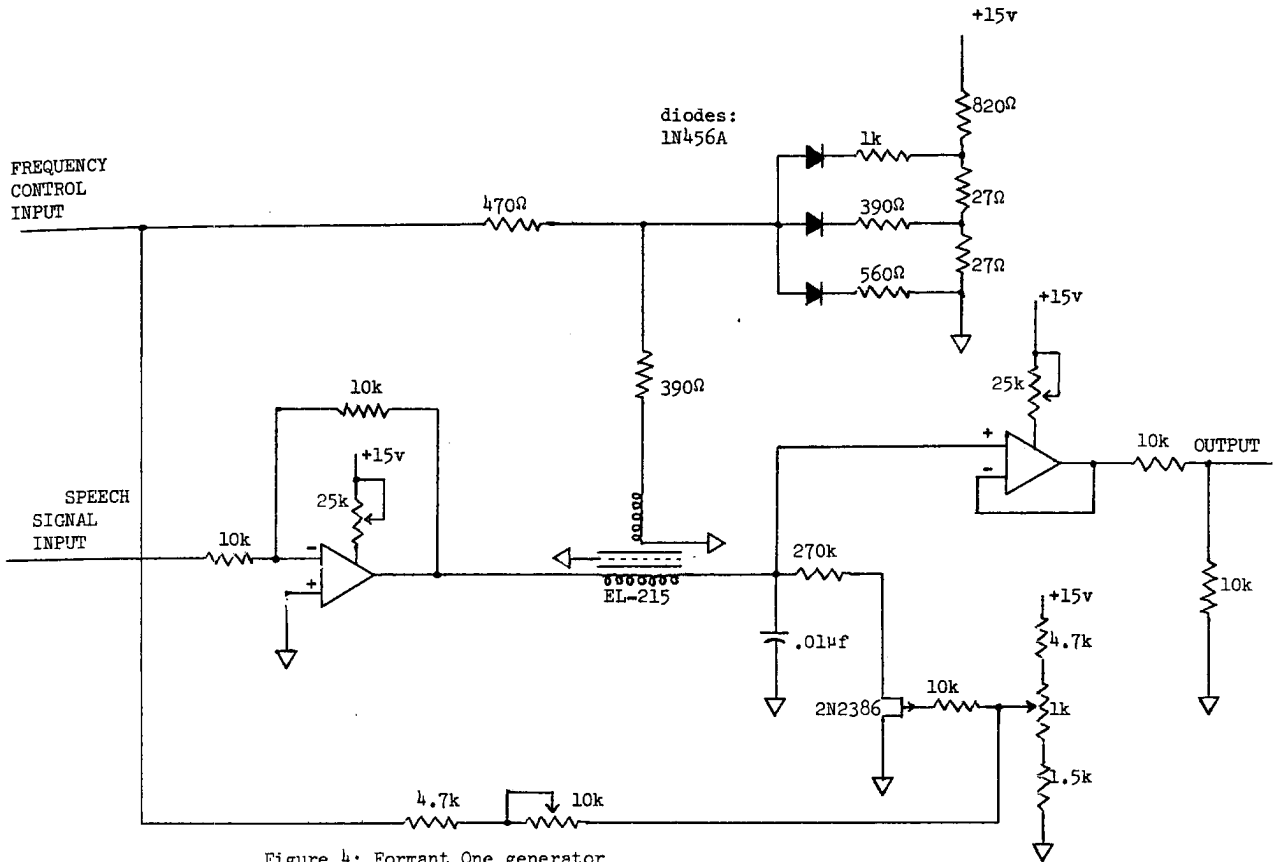 +15v
820Ω
diodes:
1N456A
1k
27Ω
FREQUENCY
CONTROL
INPUT
470Ω
390Ω
27Ω
560Ω
+15v
25k
390Ω
10k
+
-
10k
OUTPUT
+15v
25k
SPEECH
SIGNAL
INPUT
10k
-
+
270k
EL-215
10k
+15v
4.7k
.01µf
2N2386
10k
1k
1.5k
4.7k
10k
Figure 4: Formant One generator